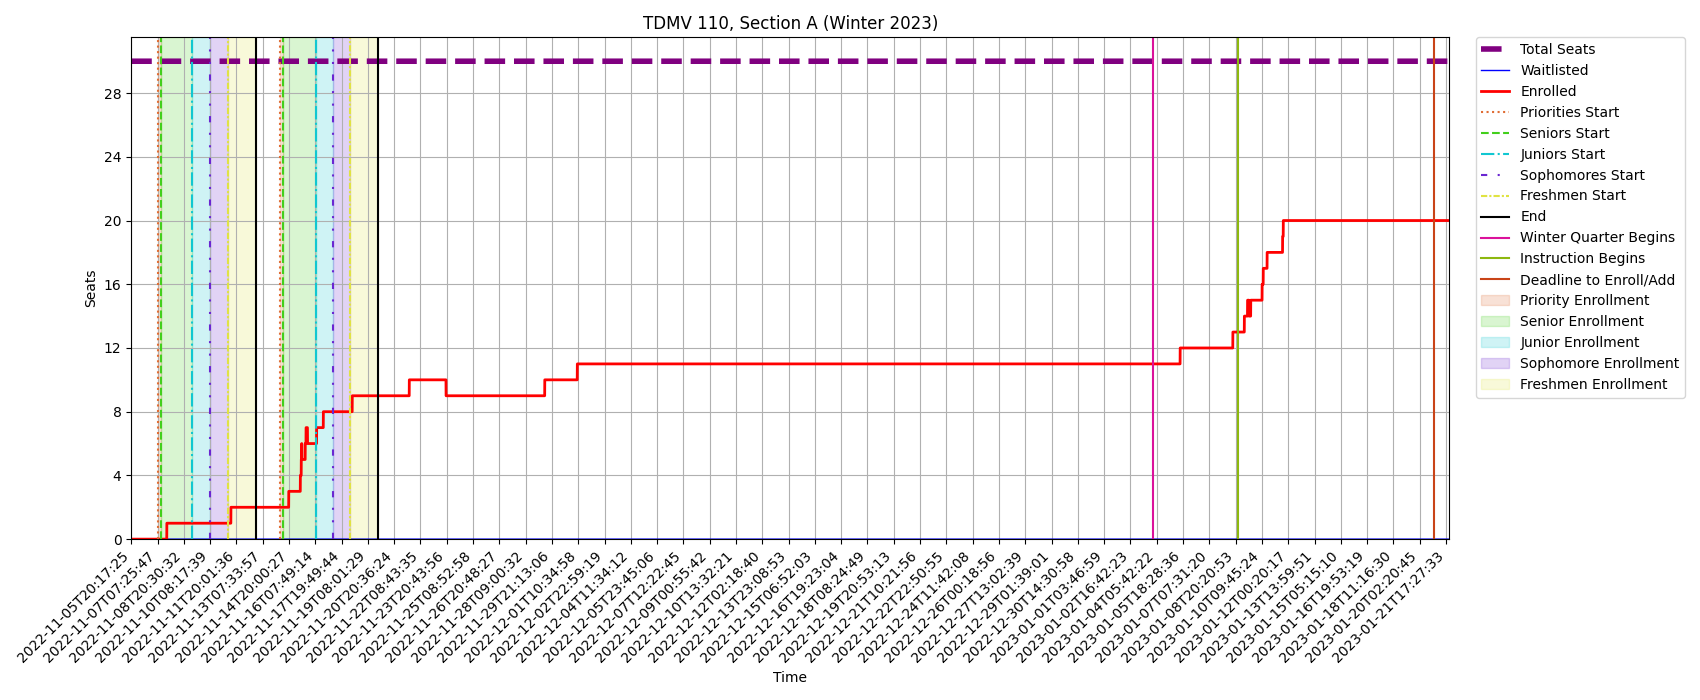 TDMV 110, Section A (Winter 2023)
Seats
28
24
20
16
12
8
4
0
2022-11-05T20:17:25
2022-11-07T07:25:47
2022-11-08T20:30:32
2022-11-10T08:17:39
2022-11-11T20:01:36
2022-11-13T07:33:57
2022-11-14T20:00:27
2022-11-16T07:49:14
2022-11-17T19:49:44
2022-11-19T08:01:29
2022-11-20T20:36:24
2022-11-22T08:43:35
2022-11-23T20:43:56
2022-11-25T08:52:58
2022-11-26T20:48:27
2022-11-28T09:00:32
2022-11-29T21:13:06
2022-12-01T10:34:58
2022-12-02T22:59:19
2022-12-04T11:34:12
2022-12-05T23:45:06
2022-12-07T12:22:45
2022-12-09T00:55:42
2022-12-10T13:32:21
2022-12-12T02:18:40
2022-12-13T23:08:53
2022-12-15T06:52:03
2022-12-16T19:23:04
2022-12-18T08:24:49
2022-12-19T20:53:13
2022-12-21T10:21:56
2022-12-22T22:50:55
2022-12-24T11:42:08
2022-12-26T00:18:56
2022-12-27T13:02:39
2022-12-29T01:39:01
2022-12-30T14:30:58
2023-01-01T03:46:59
2023-01-02T16:42:23
2023-01-04T05:42:22
2023-01-05T18:28:36
2023-01-07T07:31:20
2023-01-08T20:20:53
2023-01-10T09:45:24
2023-01-12T00:20:17
2023-01-13T13:59:51
2023-01-15T05:15:10
2023-01-16T19:53:19
2023-01-18T11:16:30
2023-01-20T02:20:45
2023-01-21T17:27:33
Time
Total Seats
Waitlisted
Enrolled
Priorities Start
Seniors Start
Juniors Start
Sophomores Start
Freshmen Start
End
Winter Quarter Begins
Instruction Begins
Deadline to Enroll/Add
Priority Enrollment
Senior Enrollment
Junior Enrollment
Sophomore Enrollment
Freshmen Enrollment